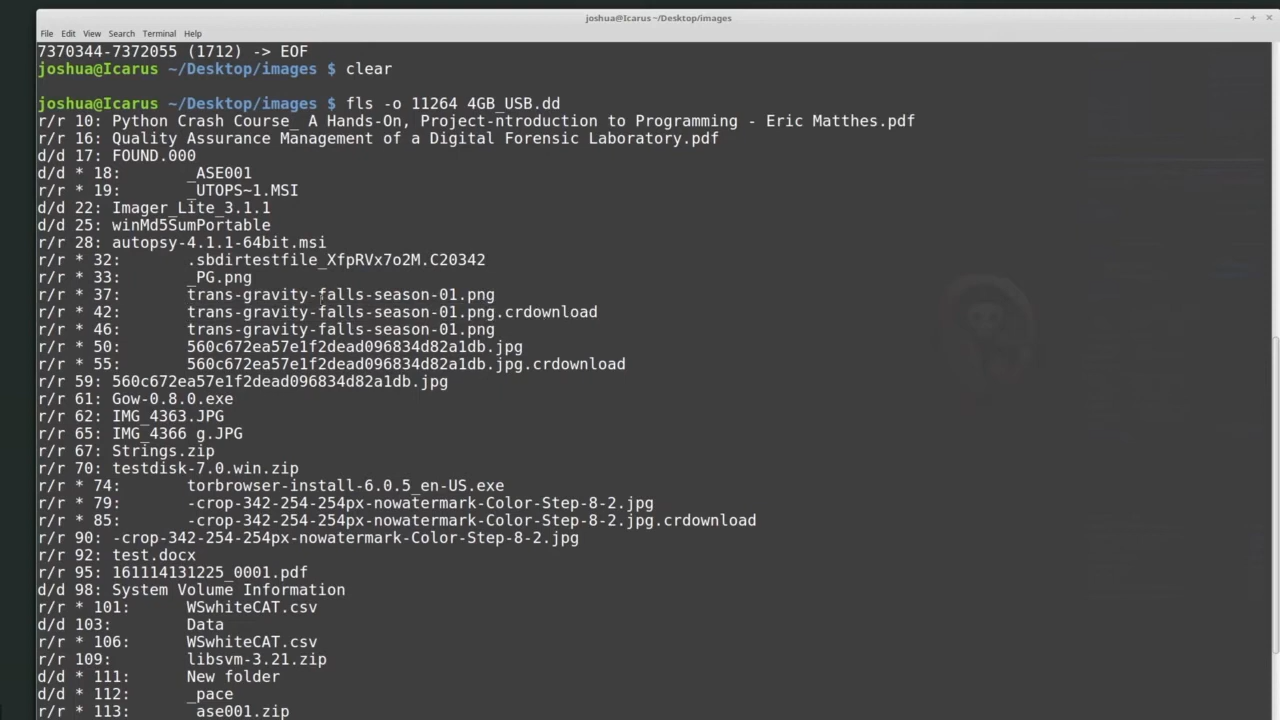 joshua@Icarus ~/Desktop/images
File Edit View Search Terminal Help
7370344-7372055 (1712) -> EOF
joshua@Icarus ~/Desktop/images $ clear
joshua@Icarus ~/Desktop/images $ fls -o 11264 4GB_USB.dd
r/r 10: Python Crash Course_ A Hands-On, Project-ntroduction to Programming - Eric Matthes.pdf
r/r 16: Quality Assurance Management of a Digital Forensic Laboratory.pdf
d/d 17: FOUND.000
d/d * 18: _ASE001
r/r * 19: _UTOPS~1.MSI
d/d 22: Imager_Lite_3.1.1
d/d 25: winMd5SumPortable
r/r 28: autopsy-4.1.1-64bit.msi
r/r * 32: .sbdirtestfile_XfpRVx7o2M.C20342
r/r * 33: _PG.png
r/r * 37: trans-gravity-falls-season-01.png
r/r * 42: trans-gravity-falls-season-01.png.crdownload
r/r * 46: trans-gravity-falls-season-01.png
r/r * 50: 560c672ea57e1f2dead096834d82a1db.jpg
r/r * 55: 560c672ea57e1f2dead096834d82a1db.jpg.crdownload
r/r 59: 560c672ea57e1f2dead096834d82a1db.jpg
r/r 61: Gow-0.8.0.exe
r/r 62: IMG_4363.JPG
r/r 65: IMG_4366 g.JPG
r/r 67: Strings.zip
r/r 70: testdisk-7.0.win.zip
r/r * 74: torbrowser-install-6.0.5_en-US.exe
r/r * 79: -crop-342-254-254px-nowatermark-Color-Step-8-2.jpg
r/r * 85: -crop-342-254-254px-nowatermark-Color-Step-8-2.jpg.crdownload
r/r 90: -crop-342-254-254px-nowatermark-Color-Step-8-2.jpg
r/r 92: test.docx
r/r 95: 161114131225_0001.pdf
d/d 98: System Volume Information
r/r * 101: WSwhiteCAT.csv
d/d 103: Data
r/r * 106: WSwhiteCAT.csv
r/r 109: libsvm-3.21.zip
d/d * 111: New folder
d/d * 112: _pace
r/r * 113: _ase001.zip